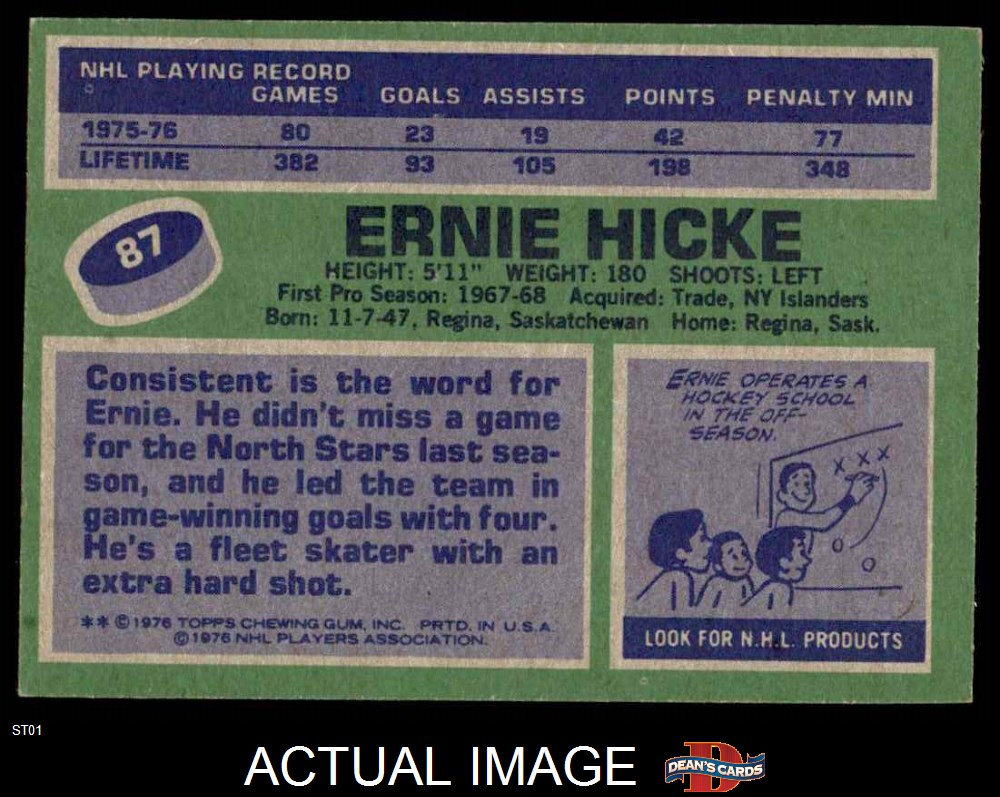 NHL PLAYING RECORD
GAMES GOALS ASSISTS POINTS PENALTY MIN
1975-76 80 23 19 42 77
LIFETIME 382 93 105 198 348
87
ERNIE HICKE
HEIGHT: 5'11" WEIGHT: 180 SHOOTS: LEFT
First Pro Season: 1967-68 Acquired: Trade, NY Islanders
Born: 11-7-47, Regina, Saskatchewan Home: Regina, Sask.
Consistent is the word for
Ernie. He didn't miss a game
for the North Stars last sea-
son, and he led the team in
game-winning goals with four.
He's a fleet skater with an
extra hard shot.
** ©1976 TOPPS CHEWING GUM, INC. PRTD. IN U.S.A.
©1976 NHL PLAYERS ASSOCIATION.
ERNIE OPERATES A
HOCKEY SCHOOL
IN THE OFF-
SEASON.
X X X
O
O
LOOK FOR N.H.L. PRODUCTS
ST01
ACTUAL IMAGE
D
DEAN'S CARDS